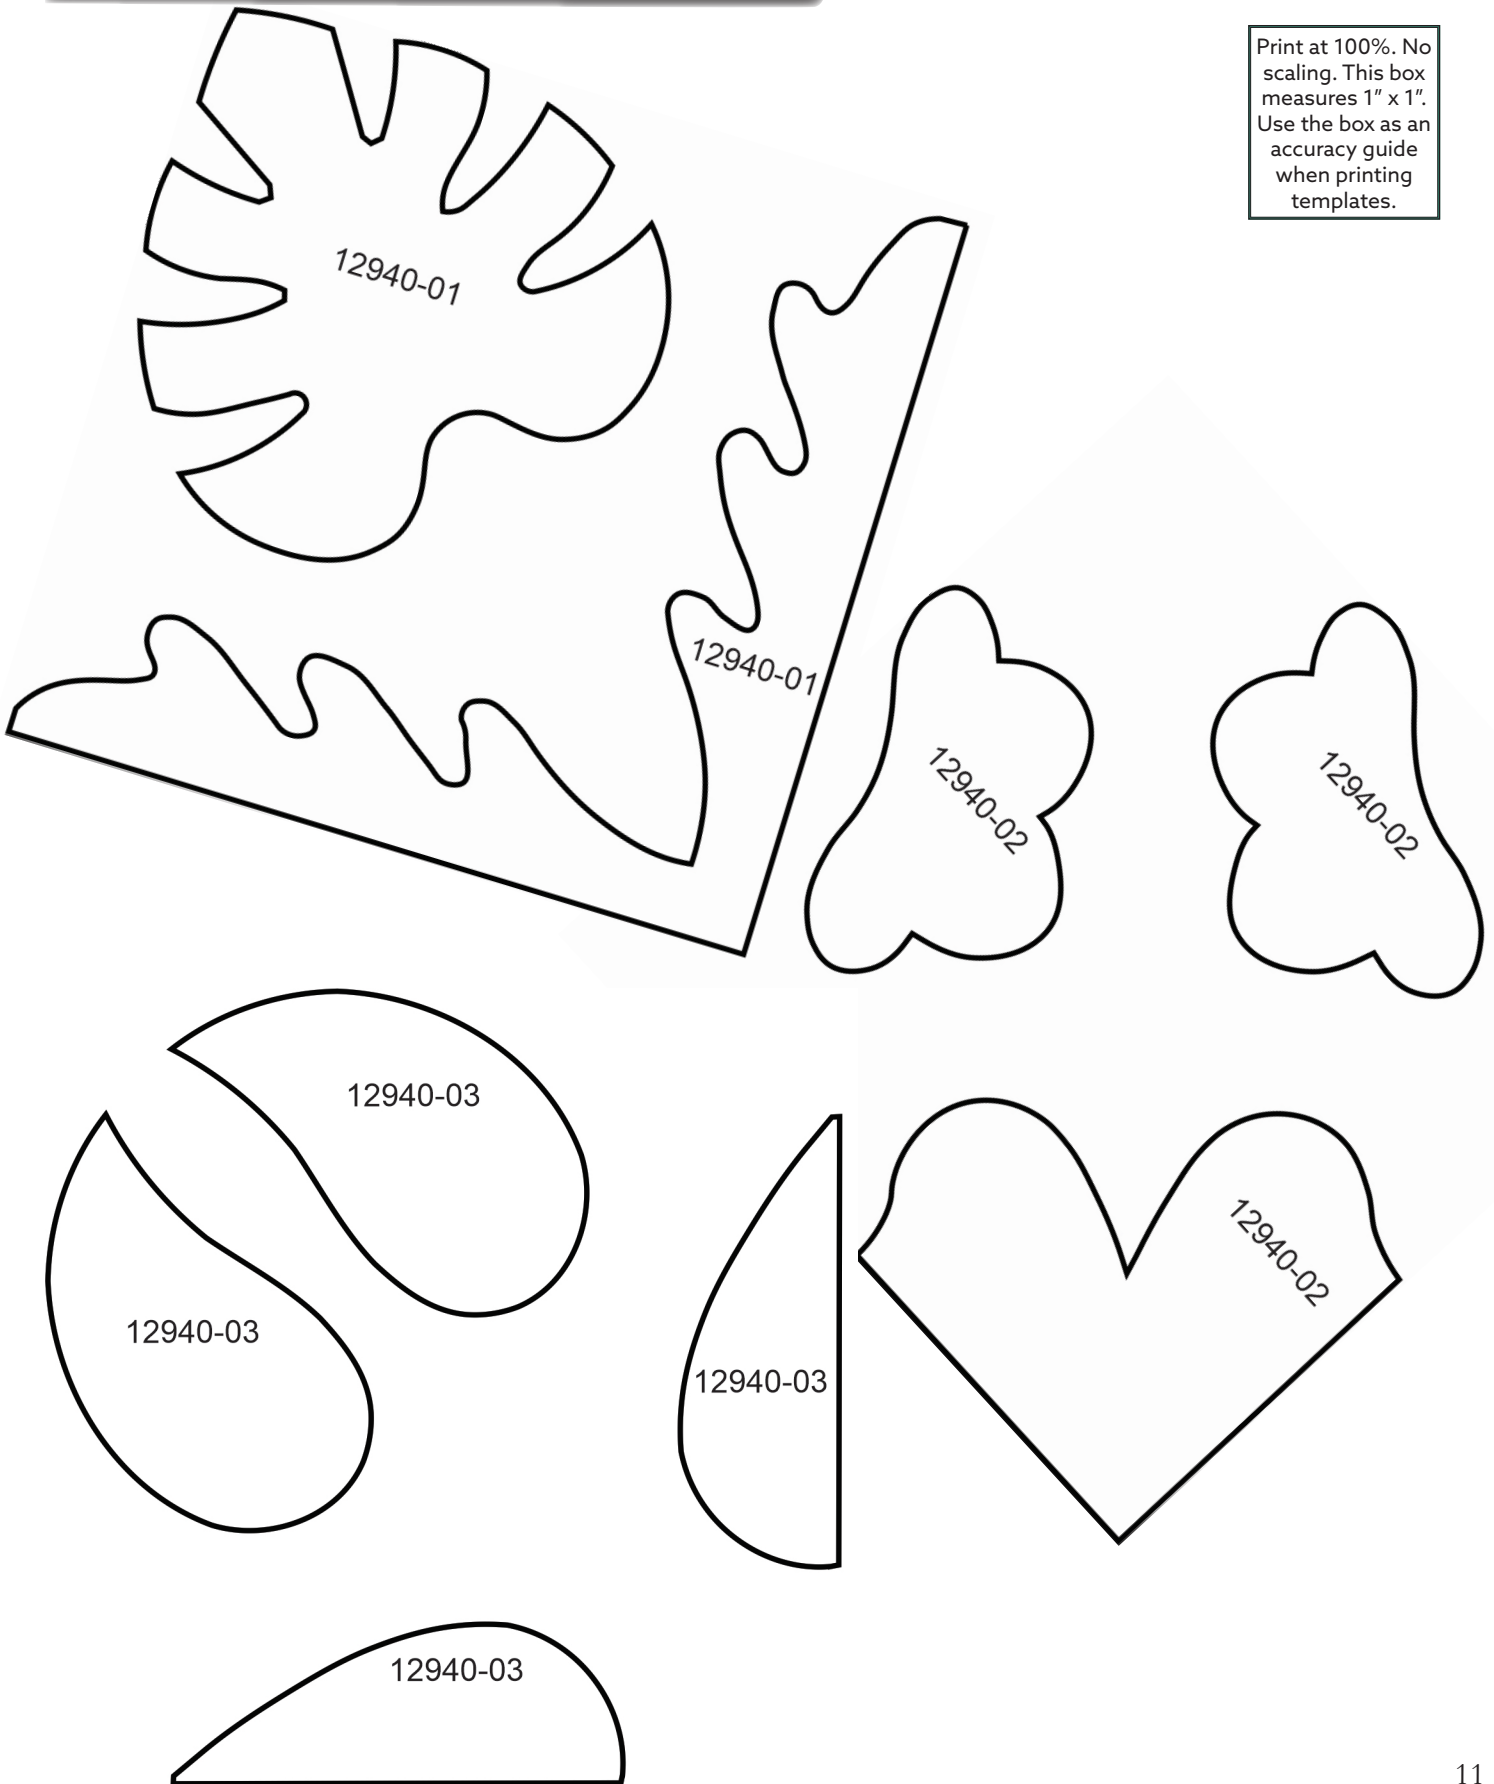 Print at 100%. No
scaling. This box
measures 1” x 1”.
Use the box as an
accuracy guide
when printing
templates.
12940-01
12940-01
12940-02
12940-02
12940-03
12940-03
12940-03
12940-02
12940-03
11